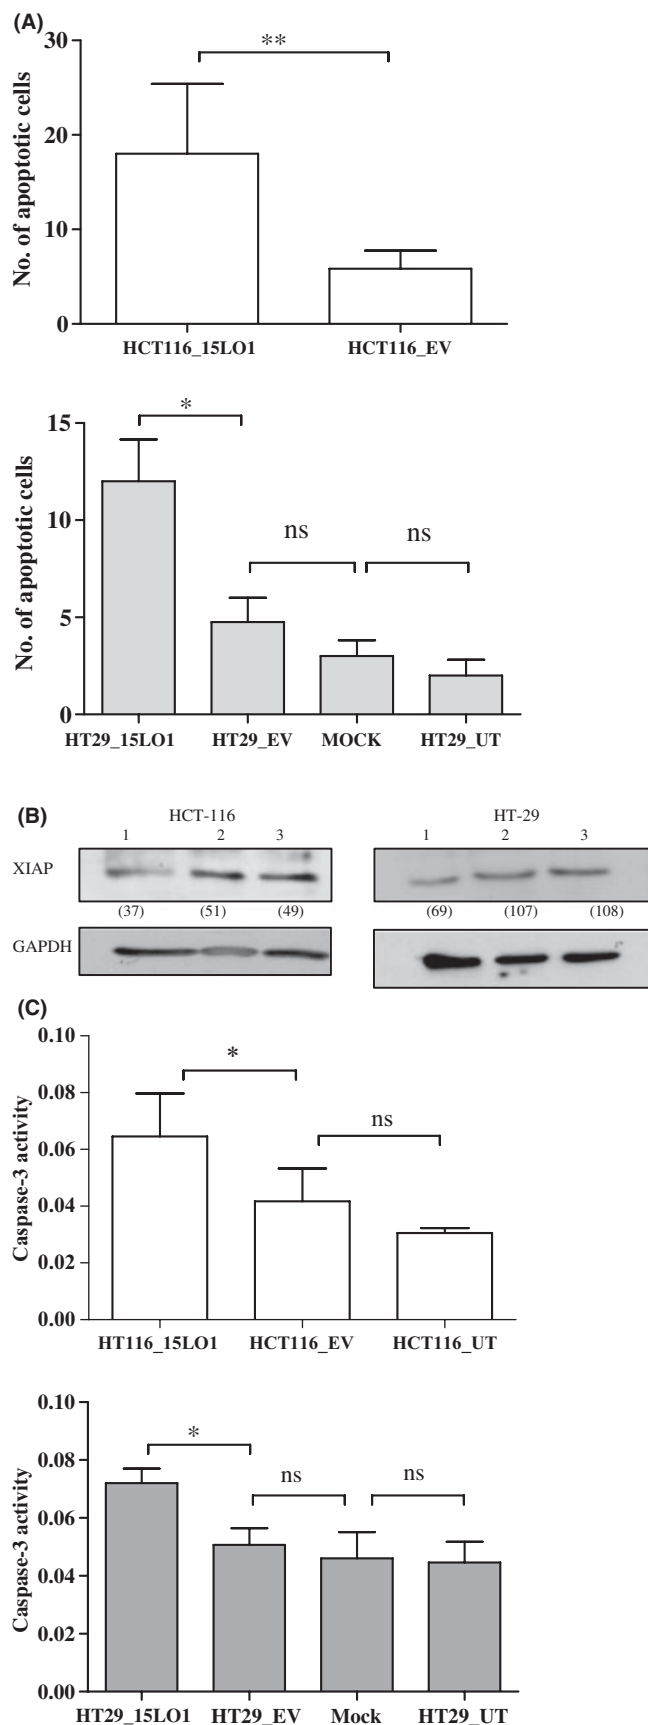 (A)
No. of apoptotic cells
30
20
10
0
**
HCT116_15LO1 HCT116_EV
No. of apoptotic cells
15
10
5
0
*
ns
ns
HT29_15LO1 HT29_EV MOCK HT29_UT
(B)
HCT-116 HT-29
1 2 3 1 2 3
XIAP
(37) (51) (49) (69) (107) (108)
GAPDH
(C)
Caspase-3 activity
0.10
0.08
0.06
0.04
0.02
0.00
*
ns
HT116_15LO1 HCT116_EV HCT116_UT
Caspase-3 activity
0.10
0.08
0.06
0.04
0.02
0.00
*
ns
ns
HT29_15LO1 HT29_EV Mock HT29_UT